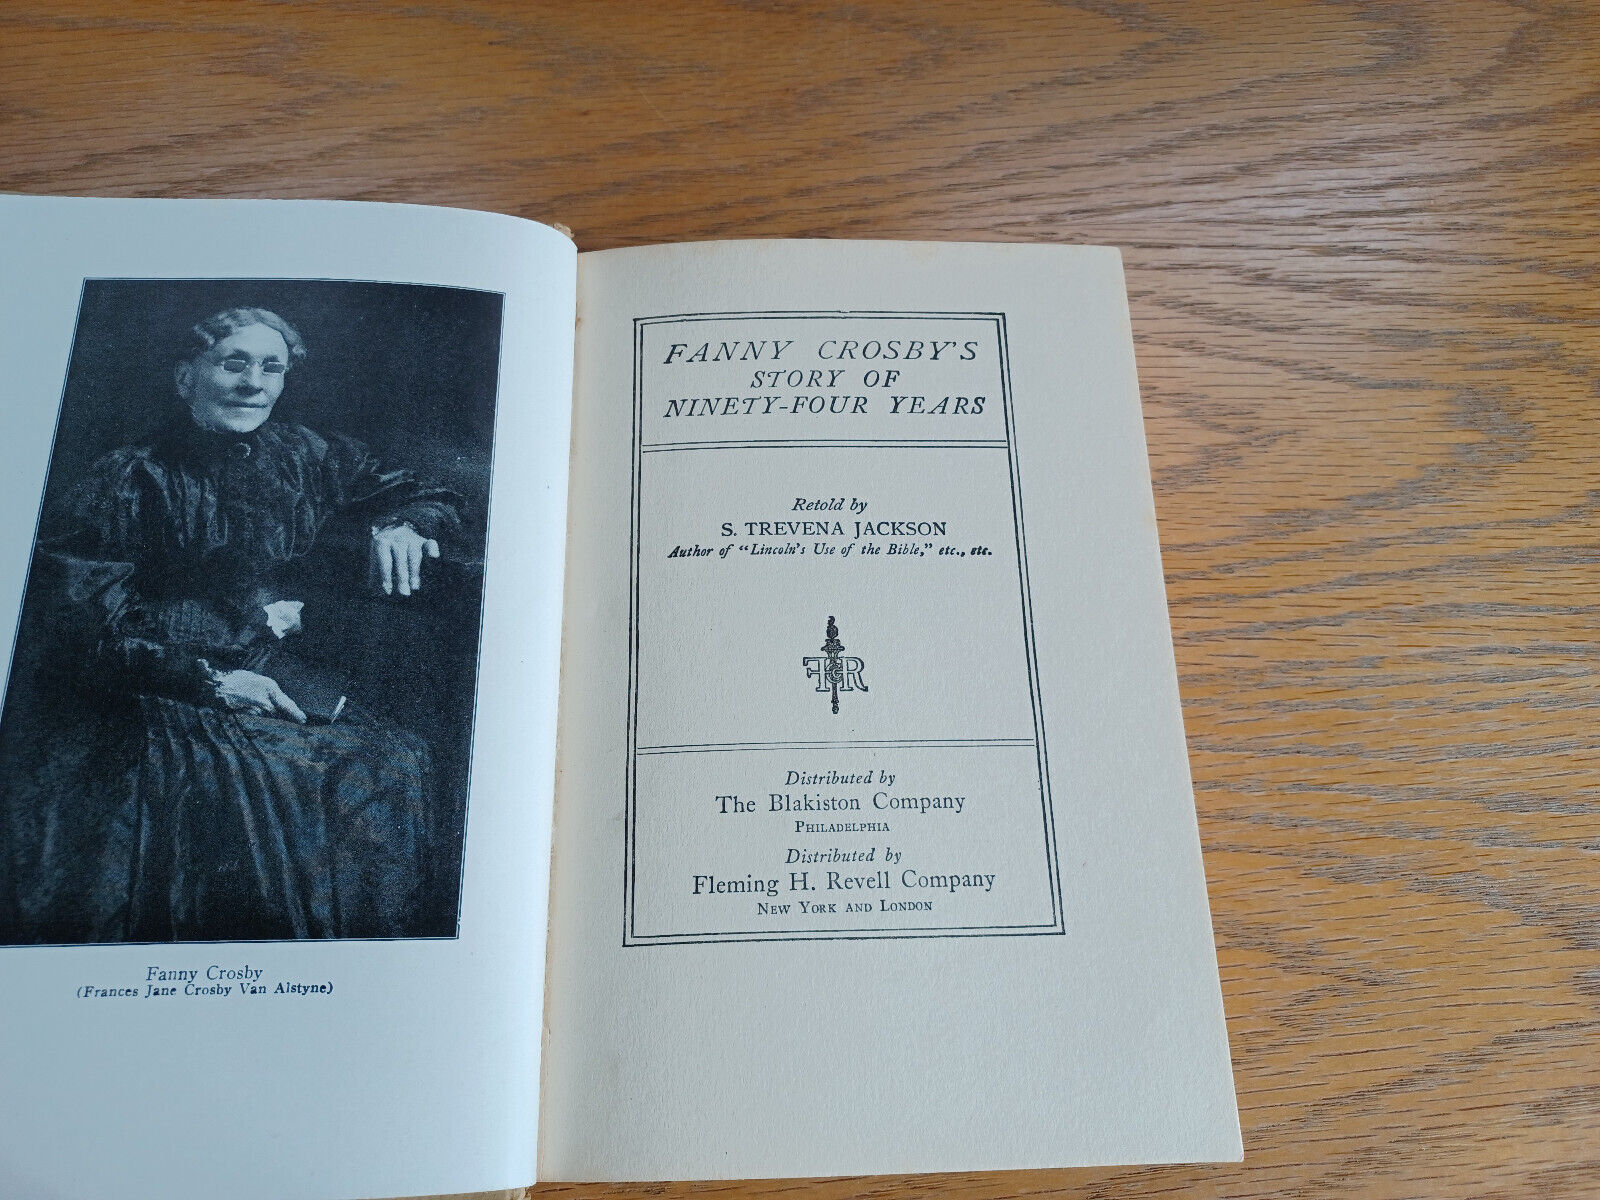 Fanny Crosby
(Frances Jane Crosby Van Alstyne)
FANNY CROSBY'S
STORY OF
NINETY-FOUR YEARS
Retold by
S. TREVENA JACKSON
Author of "Lincoln's Use of the Bible," etc., etc.
FHR
G
Distributed by
The Blakiston Company
PHILADELPHIA
Distributed by
Fleming H. Revell Company
NEW YORK AND LONDON